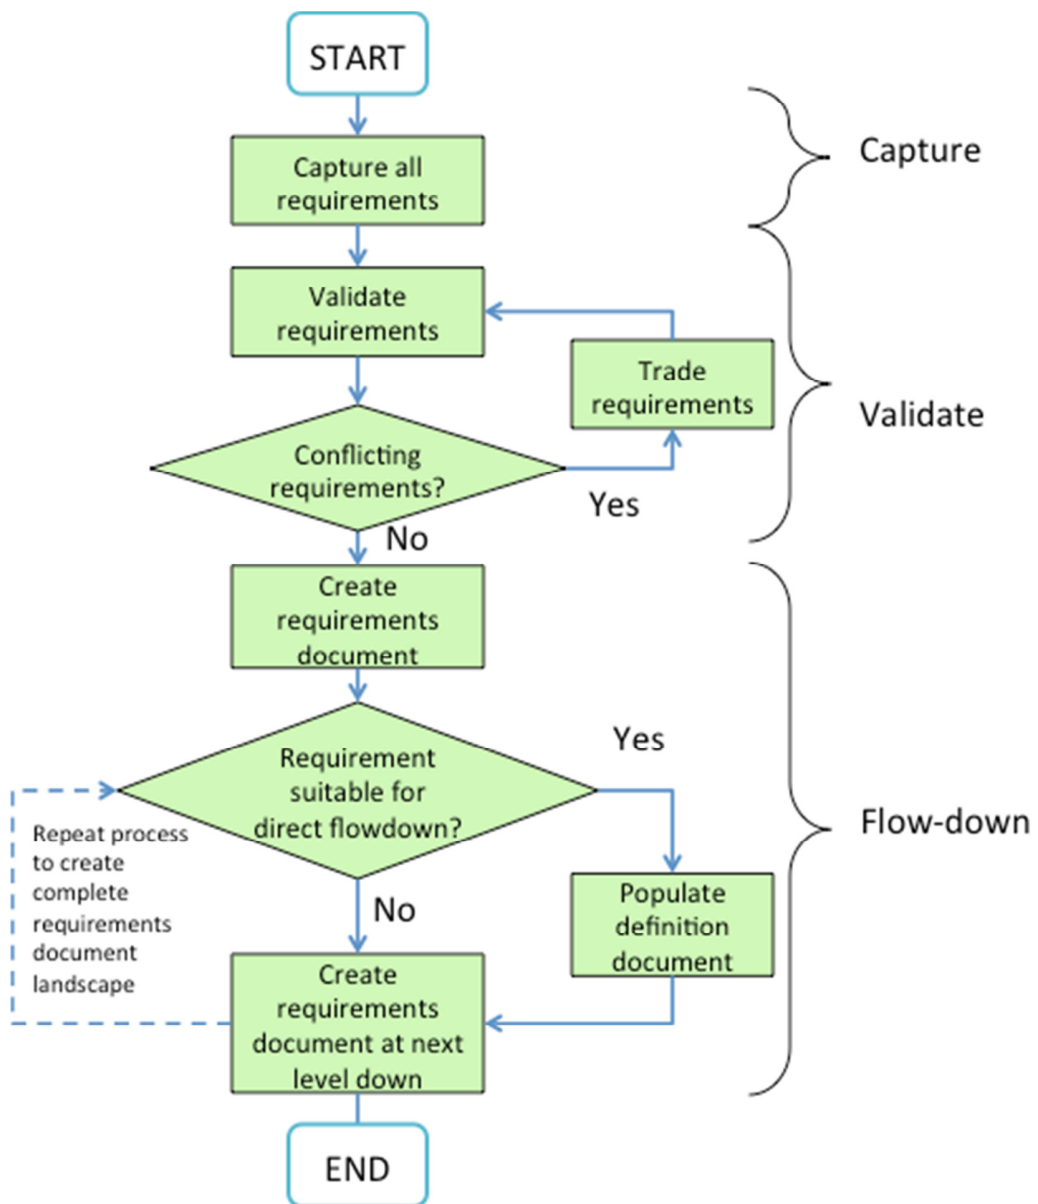 START
Capture all
requirements
Capture
Validate
requirements
Trade
requirements
Validate
Conflicting
requirements?
Yes
No
Create
requirements
document
Yes
Requirement
suitable for
direct flowdown?
Flow-down
Repeat process
to create
complete
requirements
document
landscape
No
Populate
definition
document
Create
requirements
document at next
level down
END